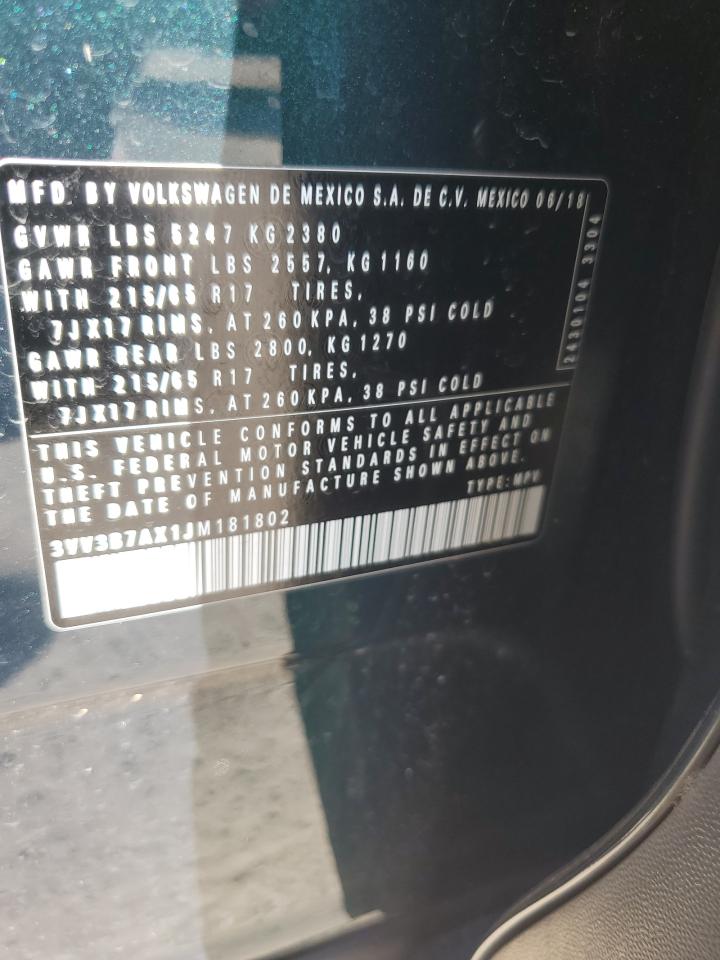 MFD. BY VOLKSWAGEN DE MEXICO S.A. DE C.V. MEXICO 06/18
GVWR LBS 5247 KG 2380
GAWR FRONT LBS 2557, KG 1160
WITH 215/65 R17 TIRES,
7JX17 RIMS, AT 260 KPA, 38 PSI COLD
GAWR REAR LBS 2800, KG 1270
WITH 215/65 R17 TIRES,
7JX17 RIMS, AT 260 KPA, 38 PSI COLD
2430104 3304
THIS VEHICLE CONFORMS TO ALL APPLICABLE
U.S. FEDERAL MOTOR VEHICLE SAFETY AND
THEFT PREVENTION STANDARDS IN EFFECT ON
THE DATE OF MANUFACTURE SHOWN ABOVE.
TYPE: MPV
3VV3B7AX1JM181802